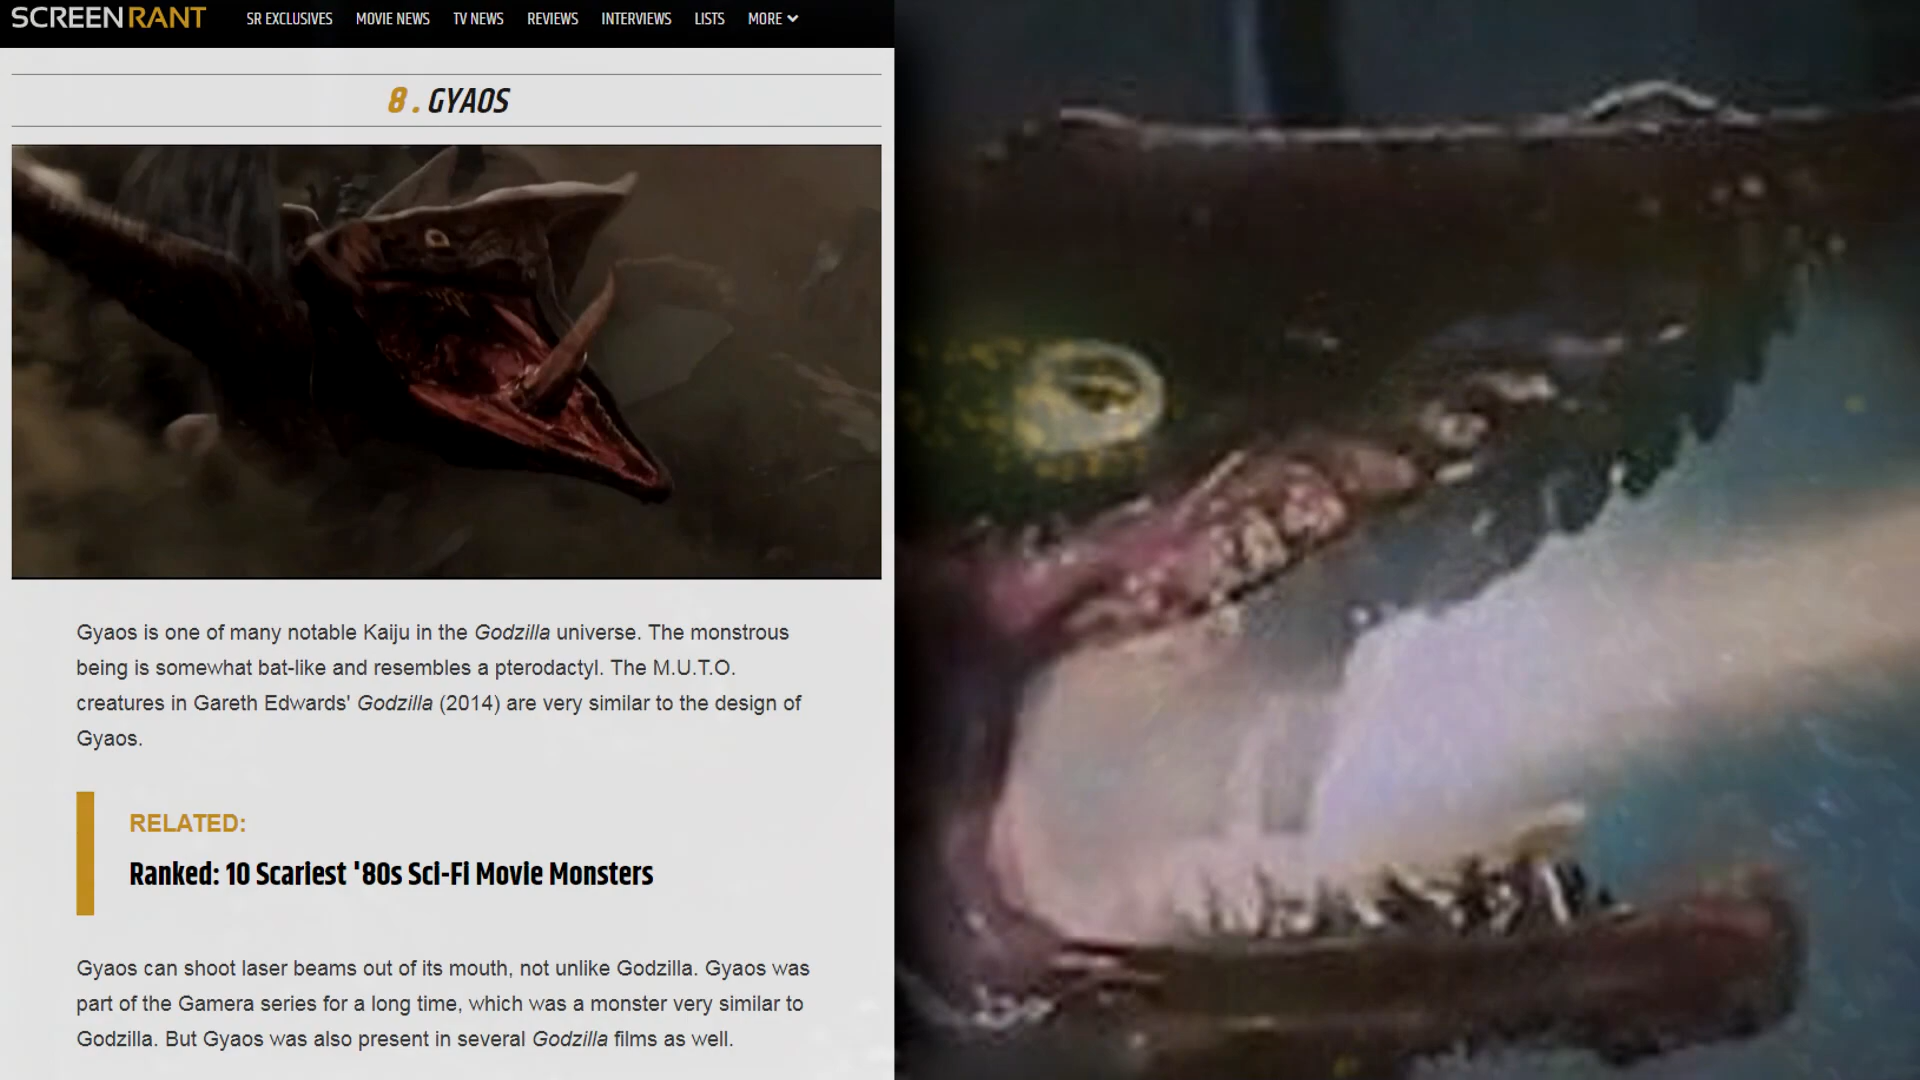 SCREENRANT SR EXCLUSIVES MOVIE NEWS TV NEWS REVIEWS INTERVIEWS LISTS MORE
8. GYAOS
Gyaos is one of many notable Kaiju in the Godzilla universe. The monstrous
being is somewhat bat-like and resembles a pterodactyl. The M.U.T.O.
creatures in Gareth Edwards' Godzilla (2014) are very similar to the design of
Gyaos.
RELATED:
Ranked: 10 Scariest '80s Sci-Fi Movie Monsters
Gyaos can shoot laser beams out of its mouth, not unlike Godzilla. Gyaos was
part of the Gamera series for a long time, which was a monster very similar to
Godzilla. But Gyaos was also present in several Godzilla films as well.